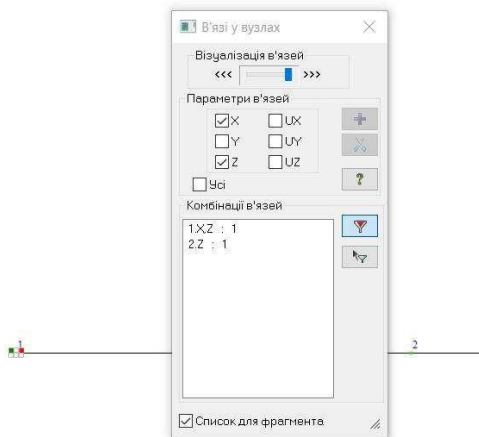 В'язі у вузлах
Візуалізація в'язей
<<< >>>
Параметри в'язей
X UX
Y UY
Z UZ
Усі
?
Комбінації в'язей
1.X,Z : 1
2.Z : 1
1
2
Список для фрагмента